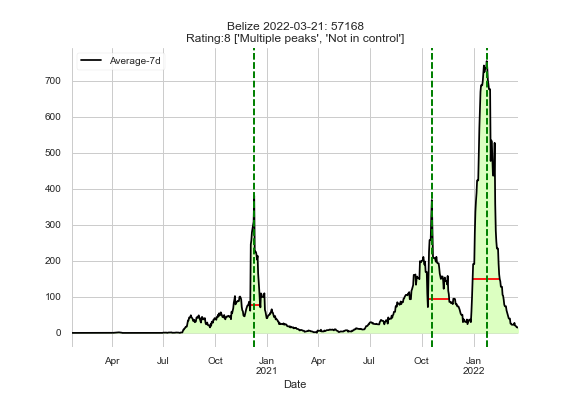 Belize 2022-03-21: 57168
Rating:8 ['Multiple peaks', 'Not in control']
Average-7d
700
600
500
400
300
200
100
0
Apr Jul Oct Jan Apr Jul Oct Jan
2021 2022
Date